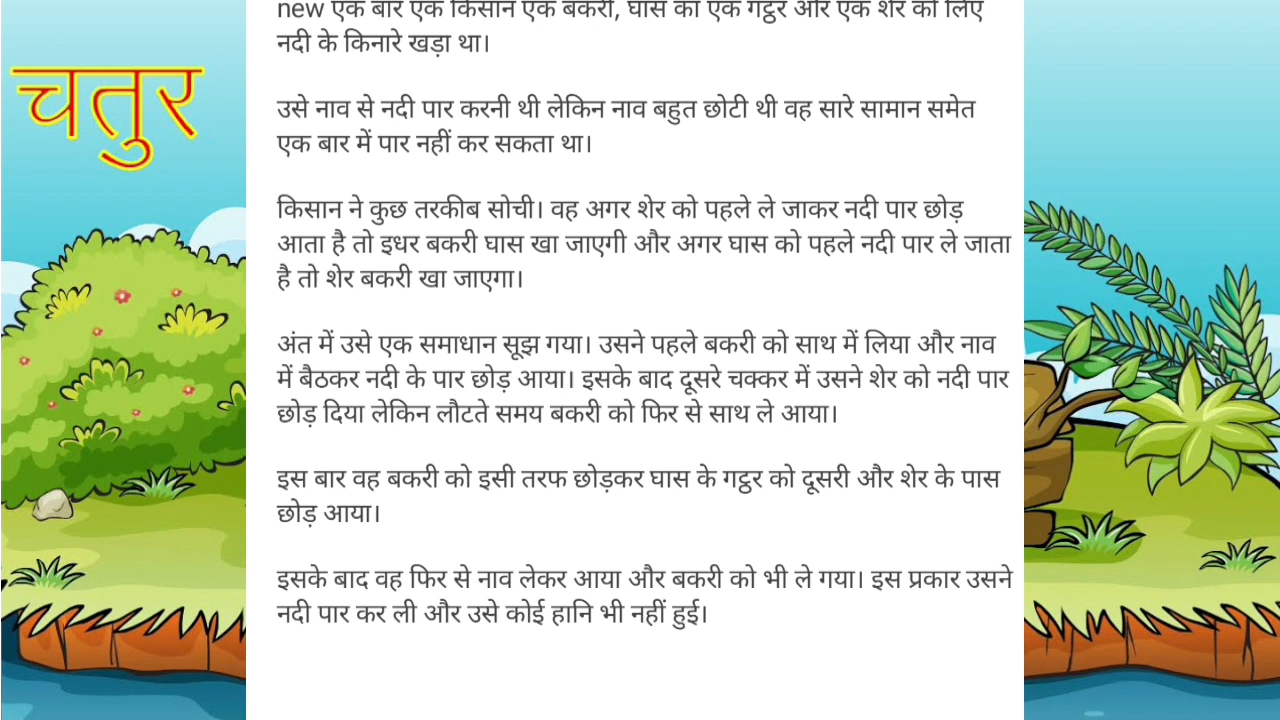 चतुर
new एक बार एक किसान एक बकरी, घास का एक गट्ठर और एक शेर को लिए
नदी के किनारे खड़ा था।
उसे नाव से नदी पार करनी थी लेकिन नाव बहुत छोटी थी वह सारे सामान समेत
एक बार में पार नहीं कर सकता था।
किसान ने कुछ तरकीब सोची। वह अगर शेर को पहले ले जाकर नदी पार छोड़
आता है तो इधर बकरी घास खा जाएगी और अगर घास को पहले नदी पार ले जाता
है तो शेर बकरी खा जाएगा।
अंत में उसे एक समाधान सूझ गया। उसने पहले बकरी को साथ में लिया और नाव
में बैठकर नदी के पार छोड़ आया। इसके बाद दूसरे चक्कर में उसने शेर को नदी पार
छोड़ दिया लेकिन लौटते समय बकरी को फिर से साथ ले आया।
इस बार वह बकरी को इसी तरफ छोड़कर घास के गट्ठर को दूसरी और शेर के पास
छोड़ आया।
इसके बाद वह फिर से नाव लेकर आया और बकरी को भी ले गया। इस प्रकार उसने
नदी पार कर ली और उसे कोई हानि भी नहीं हुई।